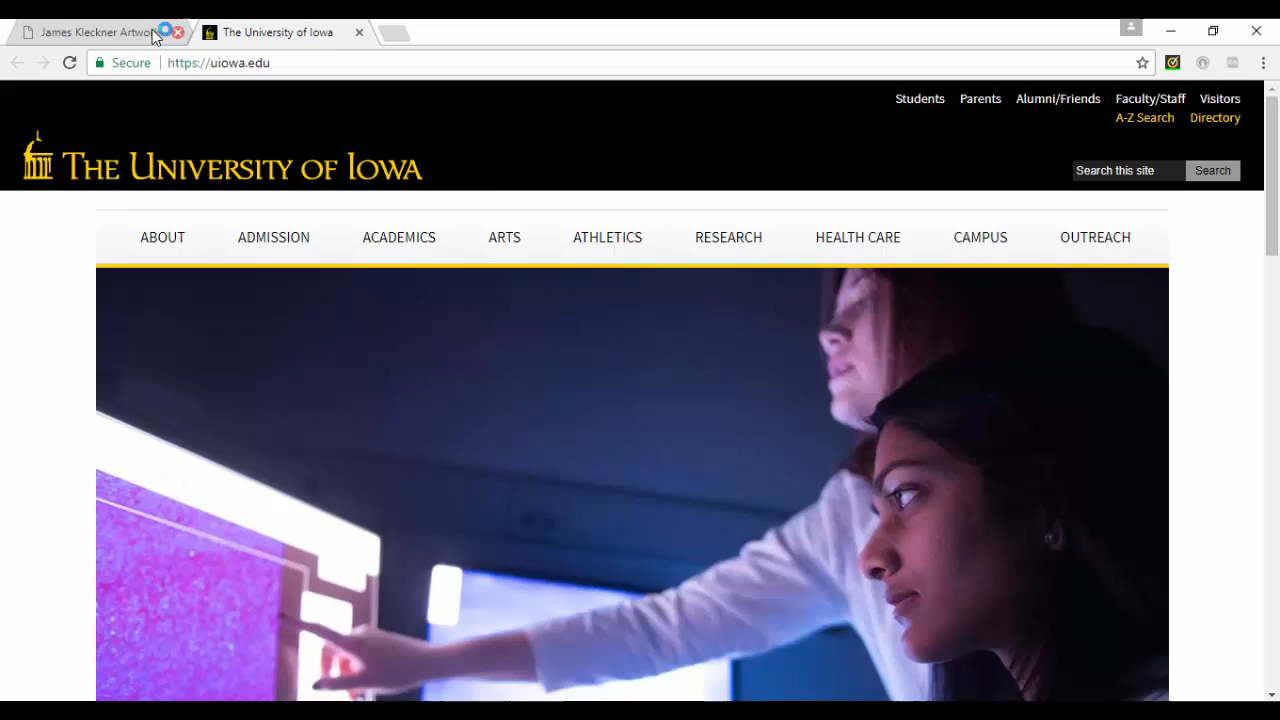 James Kleckner Artwo
The University of Iowa
Secure
https://uiowa.edu
Students Parents Alumni/Friends Faculty/Staff Visitors
A-Z Search Directory
THE UNIVERSITY OF IOWA
Search this site Search
ABOUT ADMISSION ACADEMICS ARTS ATHLETICS RESEARCH HEALTH CARE CAMPUS OUTREACH